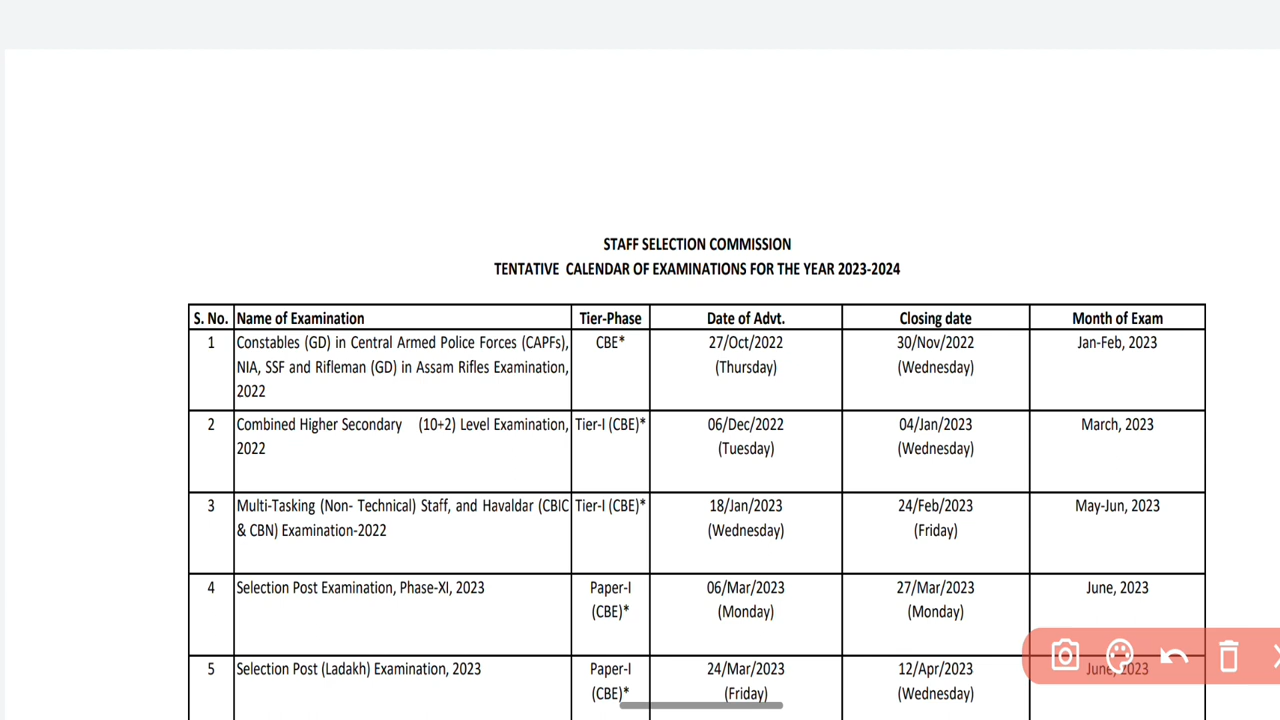 STAFF SELECTION COMMISSION
TENTATIVE CALENDAR OF EXAMINATIONS FOR THE YEAR 2023-2024
S. No. Name of Examination Tier-Phase Date of Advt. Closing date Month of Exam
1 Constables (GD) in Central Armed Police Forces (CAPFs), CBE* 27/Oct/2022 30/Nov/2022 Jan-Feb, 2023
NIA, SSF and Rifleman (GD) in Assam Rifles Examination, (Thursday) (Wednesday)
2022
2 Combined Higher Secondary (10+2) Level Examination, Tier-I (CBE)* 06/Dec/2022 04/Jan/2023 March, 2023
2022 (Tuesday) (Wednesday)
3 Multi-Tasking (Non- Technical) Staff, and Havaldar (CBIC Tier-I (CBE)* 18/Jan/2023 24/Feb/2023 May-Jun, 2023
& CBN) Examination-2022 (Wednesday) (Friday)
4 Selection Post Examination, Phase-XI, 2023 Paper-I 06/Mar/2023 27/Mar/2023 June, 2023
(CBE)* (Monday) (Monday)
5 Selection Post (Ladakh) Examination, 2023 Paper-I 24/Mar/2023 12/Apr/2023 June, 2023
(CBE)* (Friday) (Wednesday)